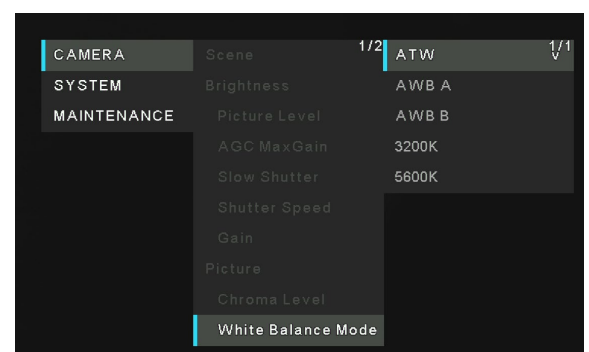 CAMERA
SYSTEM
MAINTENANCE
Scene 1/2
Brightness
Picture Level
AGC MaxGain
Slow Shutter
Shutter Speed
Gain
Picture
Chroma Level
White Balance Mode
ATW 1/1
AWB A
AWB B
3200K
5600K